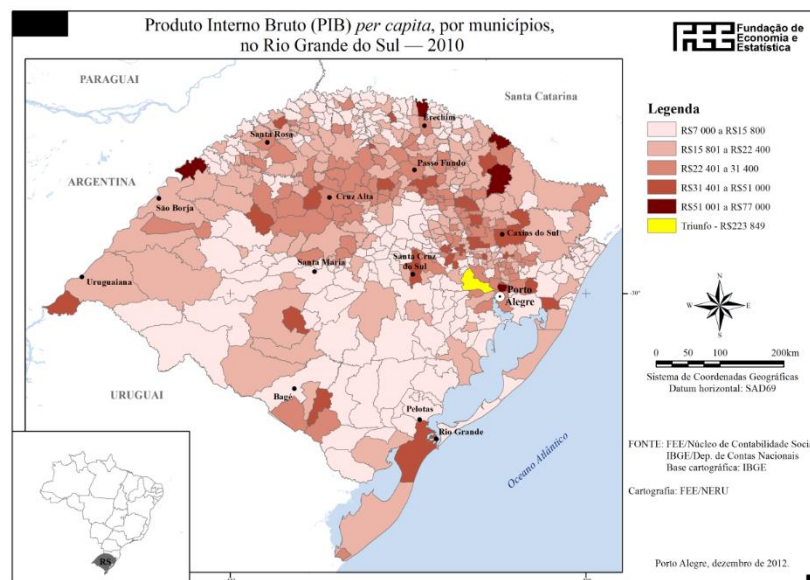 Produto Interno Bruto (PIB) per capita, por municípios,
no Rio Grande do Sul — 2010
FEE Fundação de
Economia e
Estatística
PARAGUAI
Santa Catarina
ARGENTINA
URUGUAI
Oceano Atlântico
Erechim
Santa Rosa
Passo Fundo
São Borja
Cruz Alta
Caxias do Sul
Santa Maria
Santa Cruz
do Sul
Uruguaiana
Porto
Alegre
Bagé
Pelotas
Rio Grande
-30°
Legenda
R$7 000 a R$15 800
R$15 801 a R$22 400
R$22 401 a 31 400
R$31 401 a R$51 000
R$51 001 a R$77 000
Triunfo - R$223 849
N
W E
S
0 50 100 200km
Sistema de Coordenadas Geográficas
Datum horizontal: SAD69
FONTE: FEE/Núcleo de Contabilidade Soci
IBGE/Dep. de Contas Nacionais
Base cartográfica: IBGE
Cartografia: FEE/NERU
Porto Alegre, dezembro de 2012.
RS